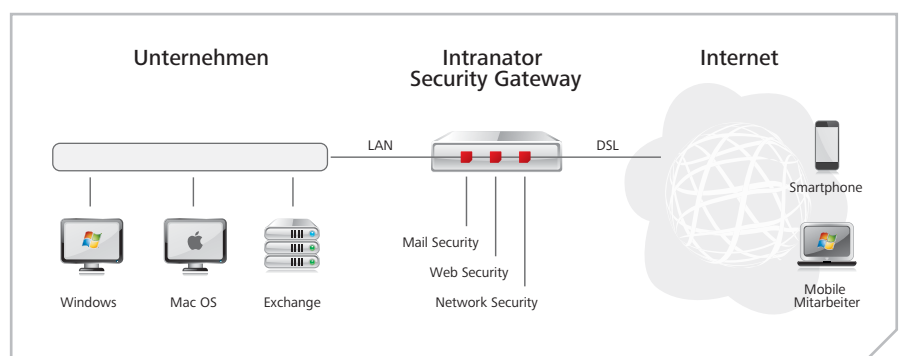 Unternehmen
Intranator
Security Gateway
Internet
LAN
DSL
Smartphone
Mail Security
Web Security
Network Security
Windows
Mac OS
Exchange
Mobile
Mitarbeiter